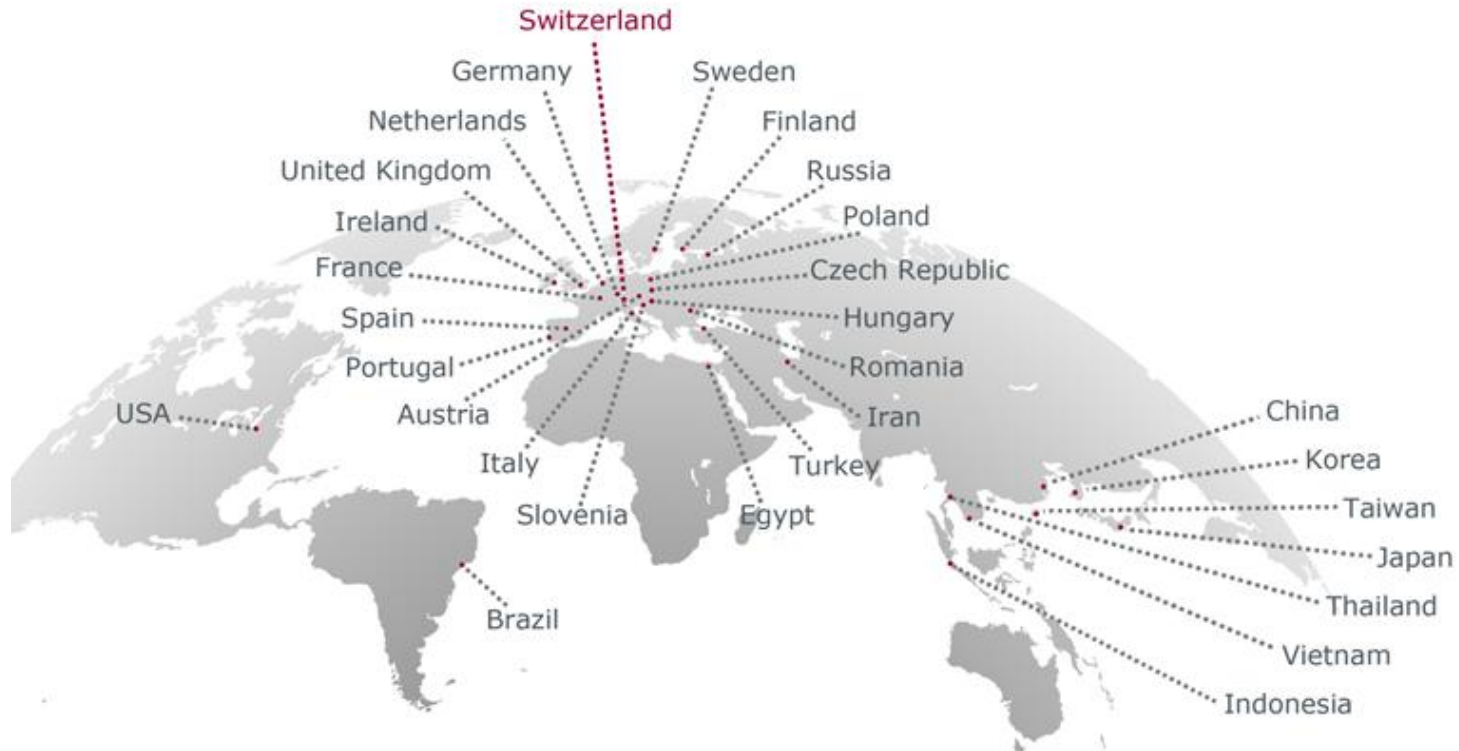 Switzerland
Germany
Sweden
Netherlands
Finland
United Kingdom
Russia
Ireland
Poland
France
Czech Republic
Spain
Hungary
Portugal
Romania
USA
Austria
Iran
China
Italy
Turkey
Korea
Slovenia
Egypt
Taiwan
Japan
Thailand
Brazil
Vietnam
Indonesia